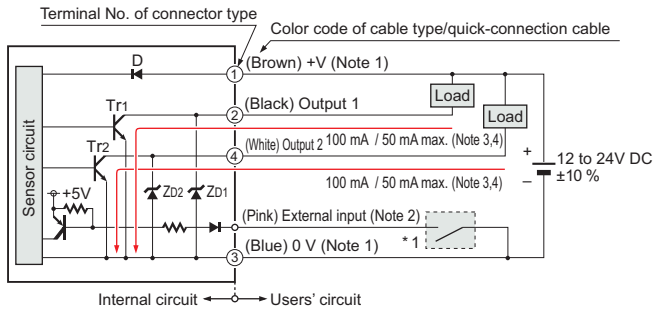 Terminal No. of connector type
Color code of cable type/quick-connection cable
D
1
(Brown) +V (Note 1)
Load
Load
Tr1
2
(Black) Output 1
Tr2
4
(White) Output 2
100 mA / 50 mA max. (Note 3,4)
+
12 to 24V DC
±10 %
–
Sensor circuit
+5V
ZD2
ZD1
100 mA / 50 mA max. (Note 3,4)
(Pink) External input (Note 2)
* 1
3
(Blue) 0 V (Note 1)
Internal circuit
Users' circuit